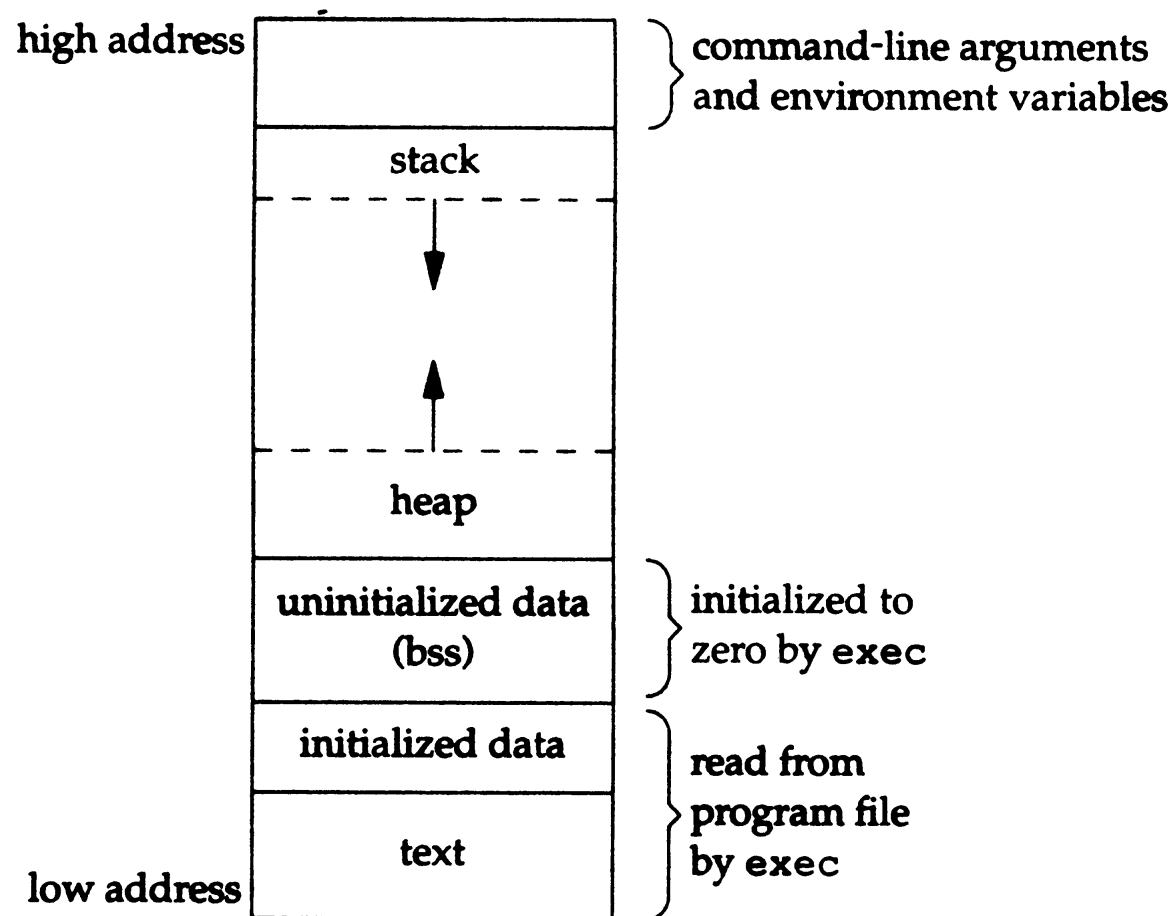 high address
command-line arguments
and environment variables
stack
heap
uninitialized data
(bss)
initialized to
zero by exec
initialized data
read from
program file
by exec
text
low address